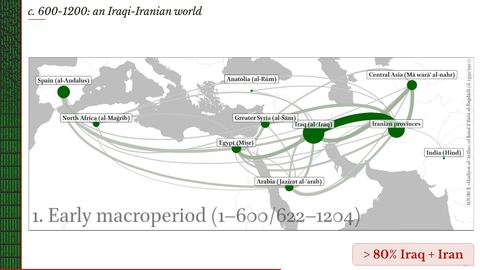 c. 600-1200: an Iraqi-Iranian world
Spain (al-Andalus)
Anatolia (al-Rūm)
Central Asia (Mā warāʾ al-nahr)
North Africa (al-Maġrib)
Greater Syria (al-Šām)
Iraq (al-ʿIrāq)
Iranian provinces
Egypt (Miṣr)
India (Hind)
Arabia (Jazīrat al-ʿarab)
1. Early macroperiod (1–600/622–1204)
> 80% Iraq + Iran